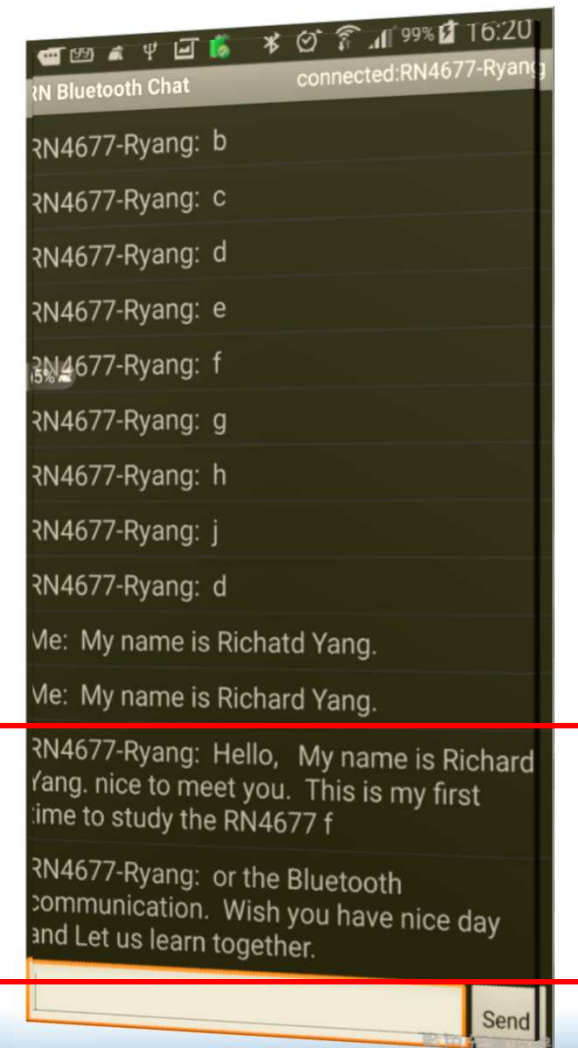 99% 16:20
RN Bluetooth Chat connected:RN4677-Ryang
RN4677-Ryang: b
RN4677-Ryang: c
RN4677-Ryang: d
RN4677-Ryang: e
RN4677-Ryang: f
RN4677-Ryang: g
RN4677-Ryang: h
RN4677-Ryang: j
RN4677-Ryang: d
Me: My name is Richatd Yang.
Me: My name is Richard Yang.
RN4677-Ryang: Hello, My name is Richard
Yang. nice to meet you. This is my first
time to study the RN4677 f
RN4677-Ryang: or the Bluetooth
communication. Wish you have nice day
and Let us learn together.
Send